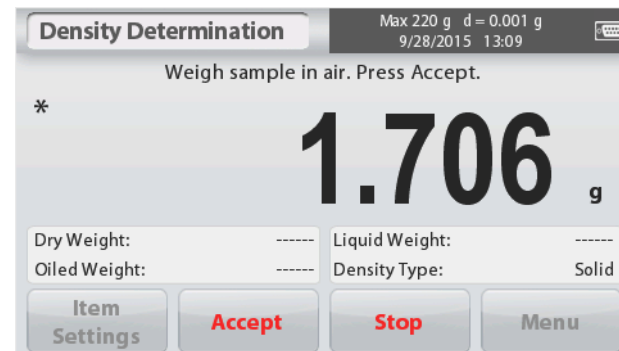 Density Determination
Max 220 g d = 0.001 g
9/28/2015 13:09
Weigh sample in air. Press Accept.
*
1.706 g
Dry Weight: ------ Liquid Weight: ------
Oiled Weight: ------ Density Type: Solid
Item Settings
Accept
Stop
Menu